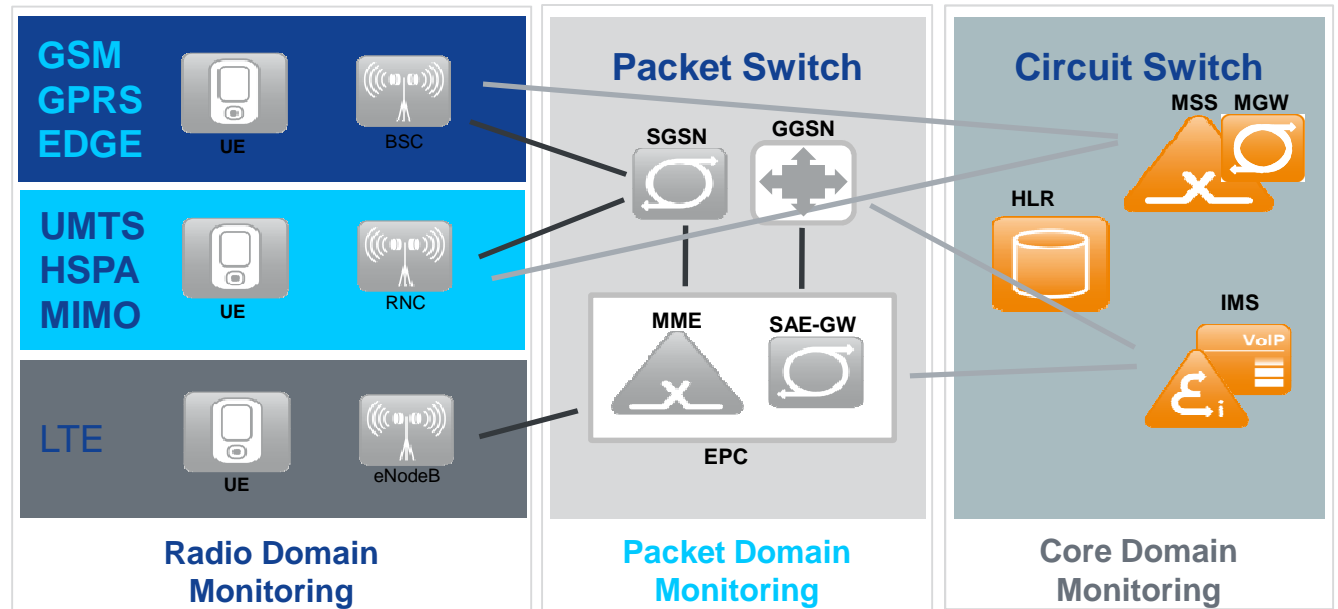 GSM
GPRS
EDGE
UE
BSC
UMTS
HSPA
MIMO
UE
RNC
LTE
UE
eNodeB
Radio Domain
Monitoring
Packet Switch
SGSN
GGSN
MME
SAE-GW
EPC
Packet Domain
Monitoring
Circuit Switch
MSS
MGW
HLR
IMS
VoIP
i
Core Domain
Monitoring